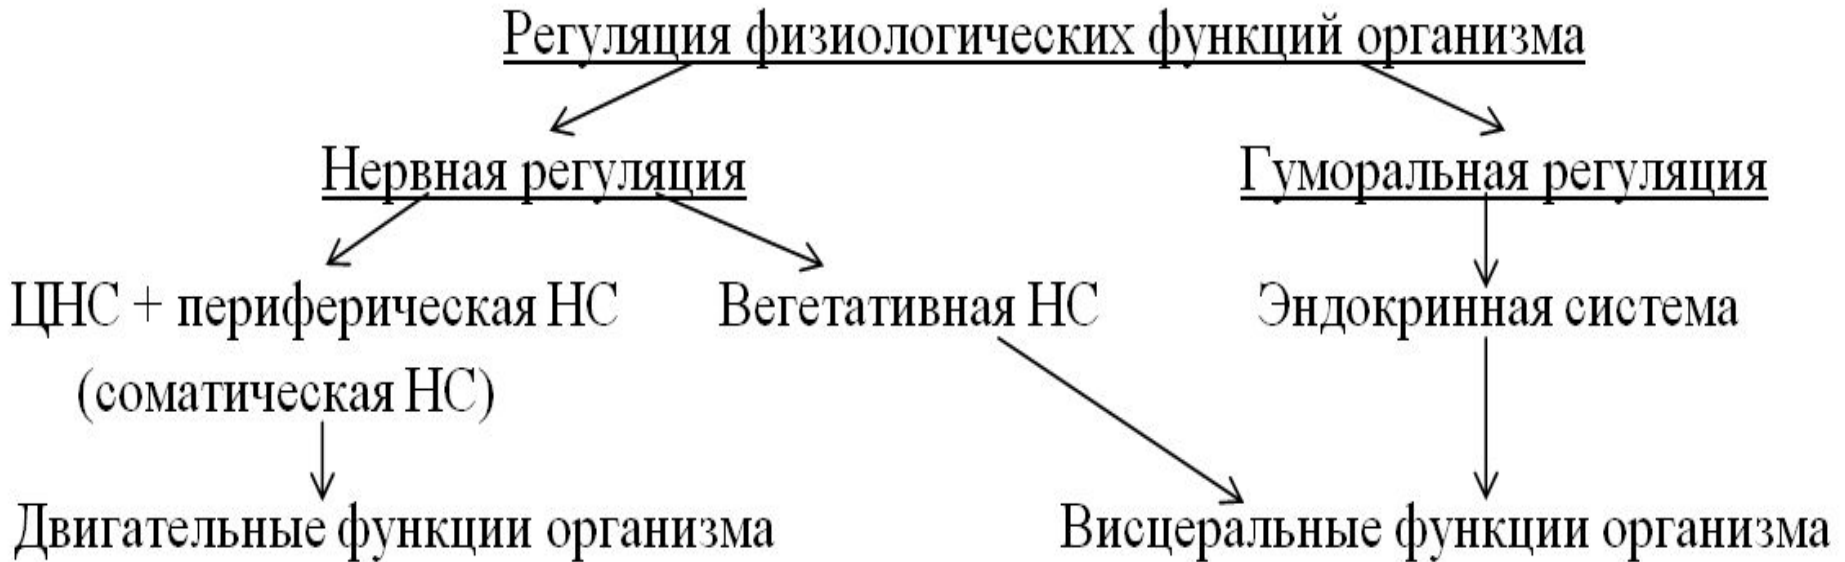 Регуляция физиологических функций организма
Нервная регуляция
Гуморальная регуляция
ЦНС + периферическая НС
(соматическая НС)
Вегетативная НС
Эндокринная система
Двигательные функции организма
Висцеральные функции организма